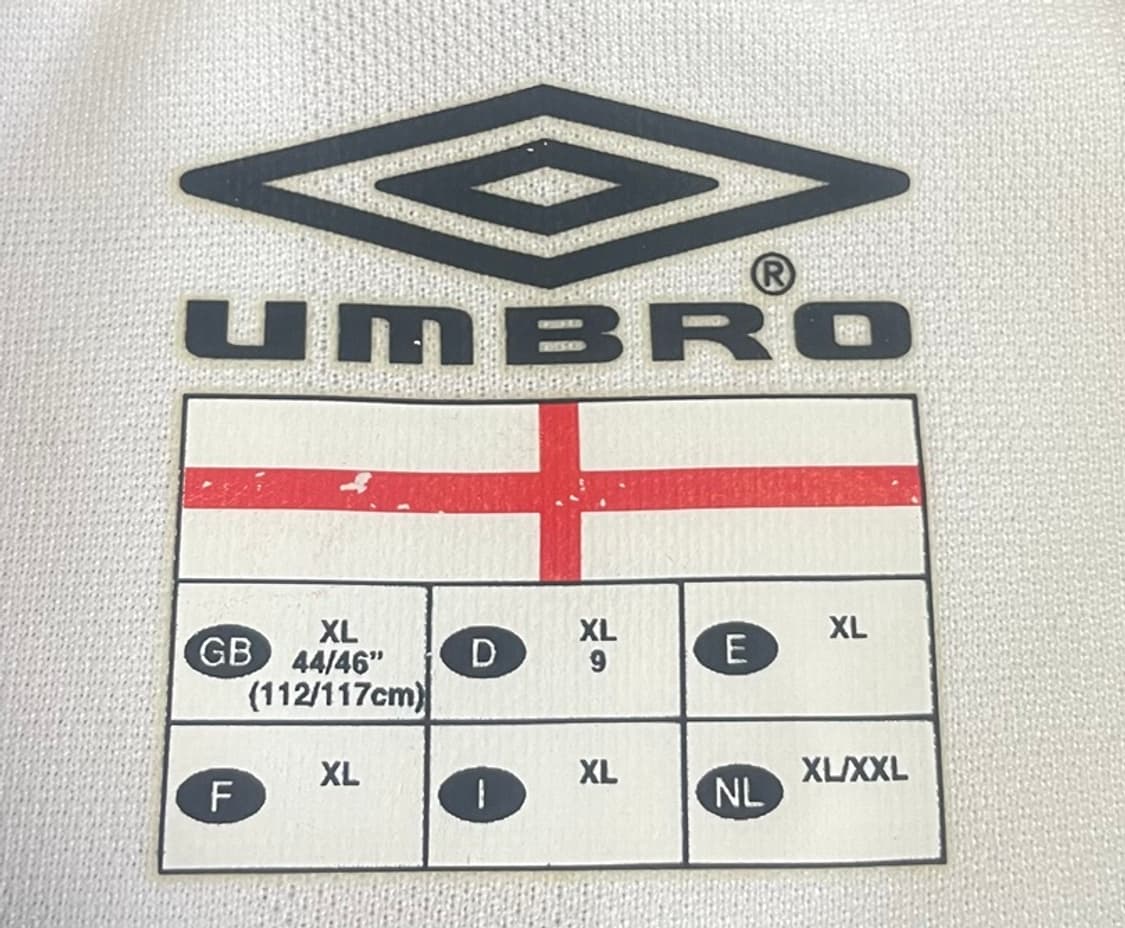 ®
UMBRO
GB XL 44/46” (112/117cm)
D XL 9
E XL
F XL
I XL
NL XL/XXL